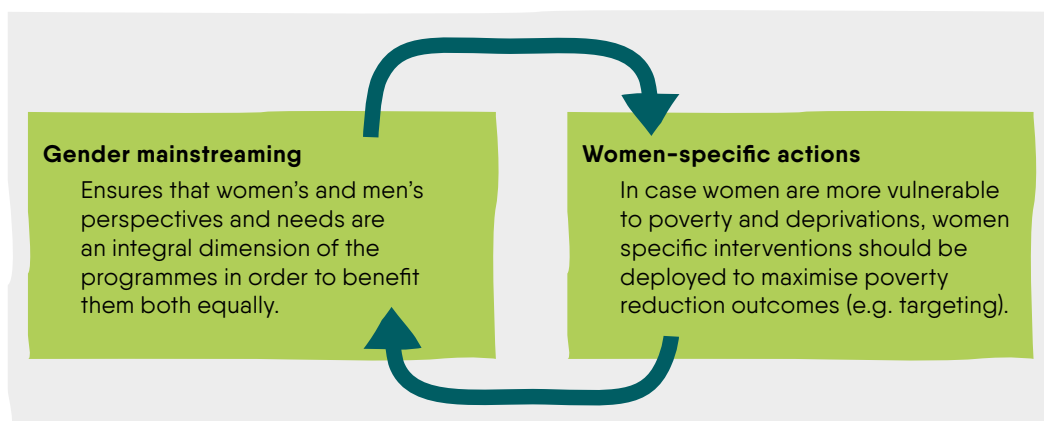 Gender mainstreaming
Ensures that women’s and men’s
perspectives and needs are
an integral dimension of the
programmes in order to benefit
them both equally.
Women-specific actions
In case women are more vulnerable
to poverty and deprivations, women
specific interventions should be
deployed to maximise poverty
reduction outcomes (e.g. targeting).